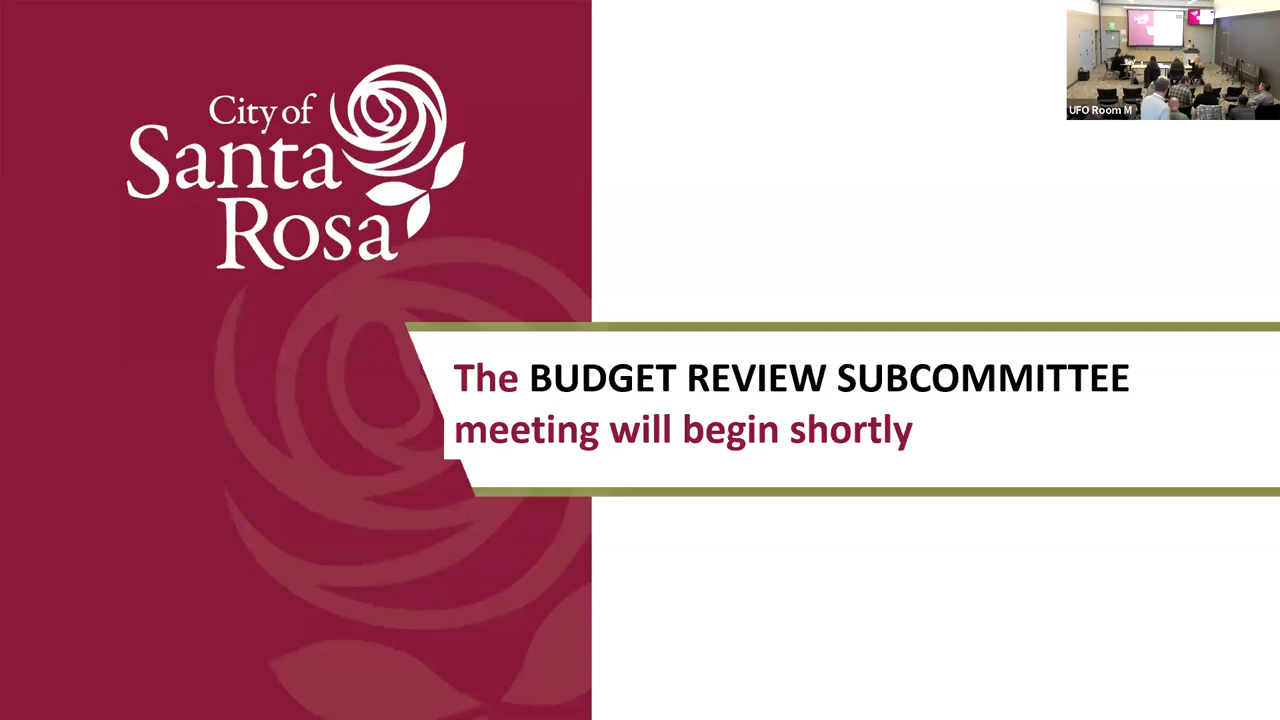 City of
Santa
Rosa
UFO Room M
The BUDGET REVIEW SUBCOMMITTEE
meeting will begin shortly